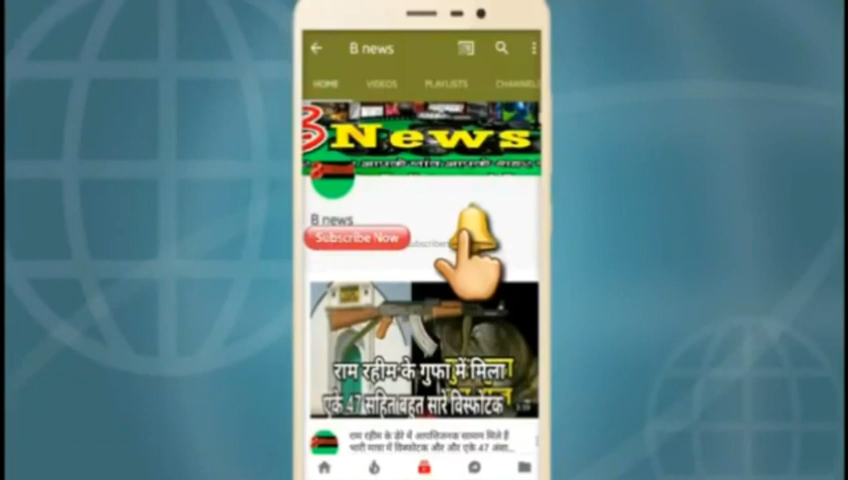 B news
HOME VIDEOS PLAYLISTS CHANNELS
B News
B news
Subscribe Now
राम रहीम के गुफा में मिला
एके 47 सहित बहुत सारे विस्फोटक
राम रहीम के डेरे में आपत्तिजनक सामान मिले हैं
भारी मात्रा में विस्फोटक और और एके 47 अंसा...